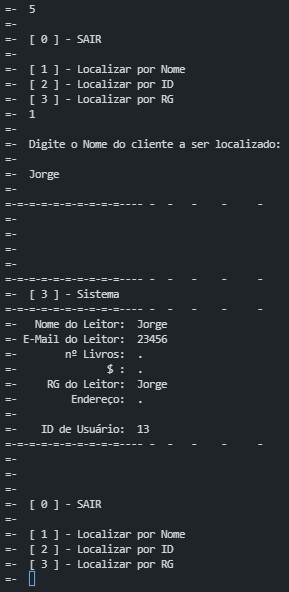 =-  5
=-
=-  [ 0 ] - SAIR
=-
=-  [ 1 ] - Localizar por Nome
=-  [ 2 ] - Localizar por ID
=-  [ 3 ] - Localizar por RG
=-  1
=-
=-  Digite o Nome do cliente a ser localizado:
=-
=-  Jorge
=-
=-=-=-=-=-=-=-=-=---- -  -   -    -     -
=-
=-
=-
=-
=-=-=-=-=-=-=-=-=---- -  -   -    -     -
=-  [ 3 ] - Sistema
=-=-=-=-=-=-=-=-=---- -  -   -    -     -
=-   Nome do Leitor:  Jorge
=- E-Mail do Leitor:  23456
=-        nº Livros:  .
=-               $ :  .
=-     RG do Leitor:  Jorge
=-         Endereço:  .
=-
=-    ID de Usuário:  13
=-=-=-=-=-=-=-=-=---- -  -   -    -     -
=-
=-
=-
=-  [ 0 ] - SAIR
=-
=-  [ 1 ] - Localizar por Nome
=-  [ 2 ] - Localizar por ID
=-  [ 3 ] - Localizar por RG
=-